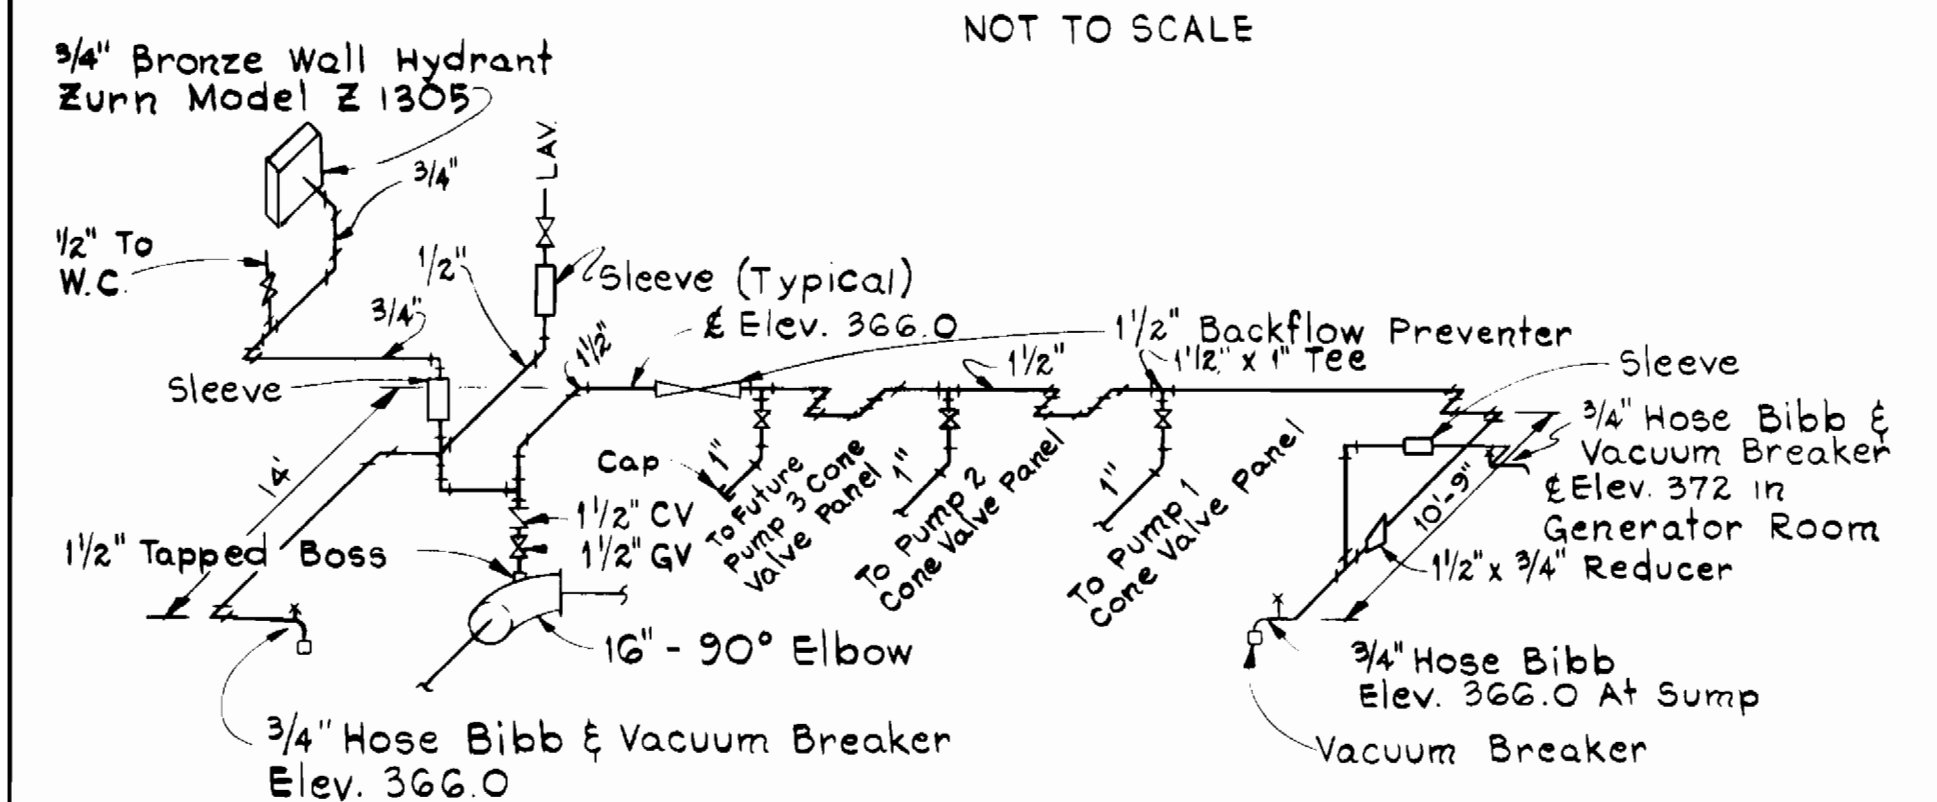 NOT TO SCALE
3/4" Bronze Wall Hydrant
Zurn Model Z 1305
3/4"
LAV.
1/2" To
W.C.
1/2"
3/4"
Sleeve (Typical)
℄ Elev. 366.0
1 1/2"
1 1/2" Backflow Preventer
1 1/2"
1 1/2" x 1" Tee
Sleeve
Sleeve
3/4" Hose Bibb &
Vacuum Breaker
℄ Elev. 372 in
Generator Room
14'
Cap
1"
To Future
Pump 3 Cone
Valve Panel
1"
To Pump 2
Cone Valve Panel
1"
To Pump 1
Cone Valve Panel
10'-9"
1 1/2" x 3/4" Reducer
1 1/2" CV
1 1/2" GV
1 1/2" Tapped Boss
16" - 90° Elbow
3/4" Hose Bibb
Elev. 366.0 At Sump
Vacuum Breaker
3/4" Hose Bibb & Vacuum Breaker
Elev. 366.0